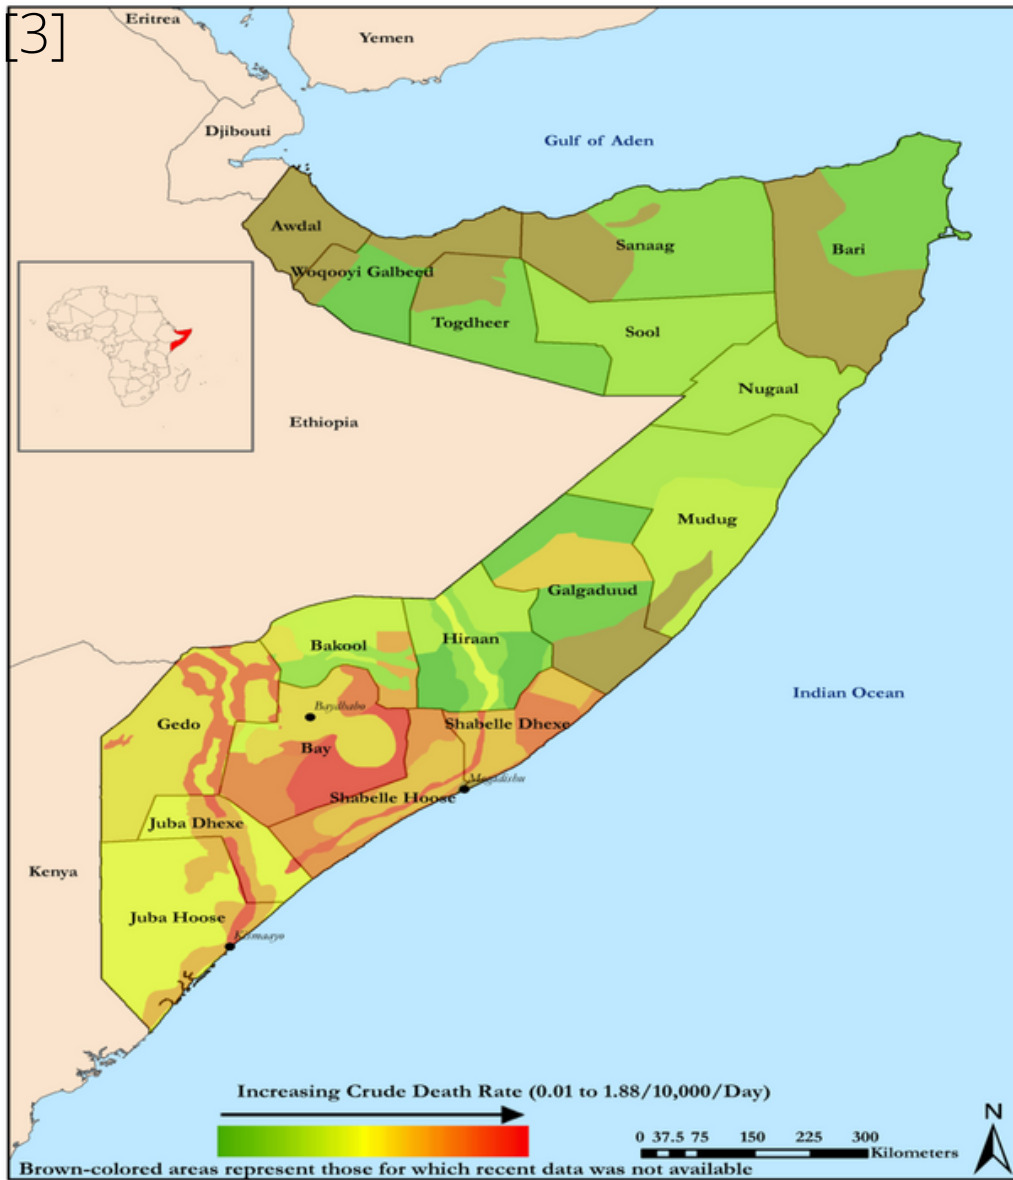 [3]
Eritrea
Yemen
Djibouti
Gulf of Aden
Awdal
Sanaag
Bari
Woqooyi Galbeed
Togdheer
Sool
Nugaal
Ethiopia
Mudug
Galgaduud
Hiraan
Bakool
Indian Ocean
Baydhabo
Gedo
Shabelle Dhexe
Bay
Mogadishu
Shabelle Hoose
Juba Dhexe
Kenya
Juba Hoose
Kismaayo
Increasing Crude Death Rate (0.01 to 1.88/10,000/Day)
N
0 37.5 75 150 225 300
Kilometers
Brown-colored areas represent those for which recent data was not available